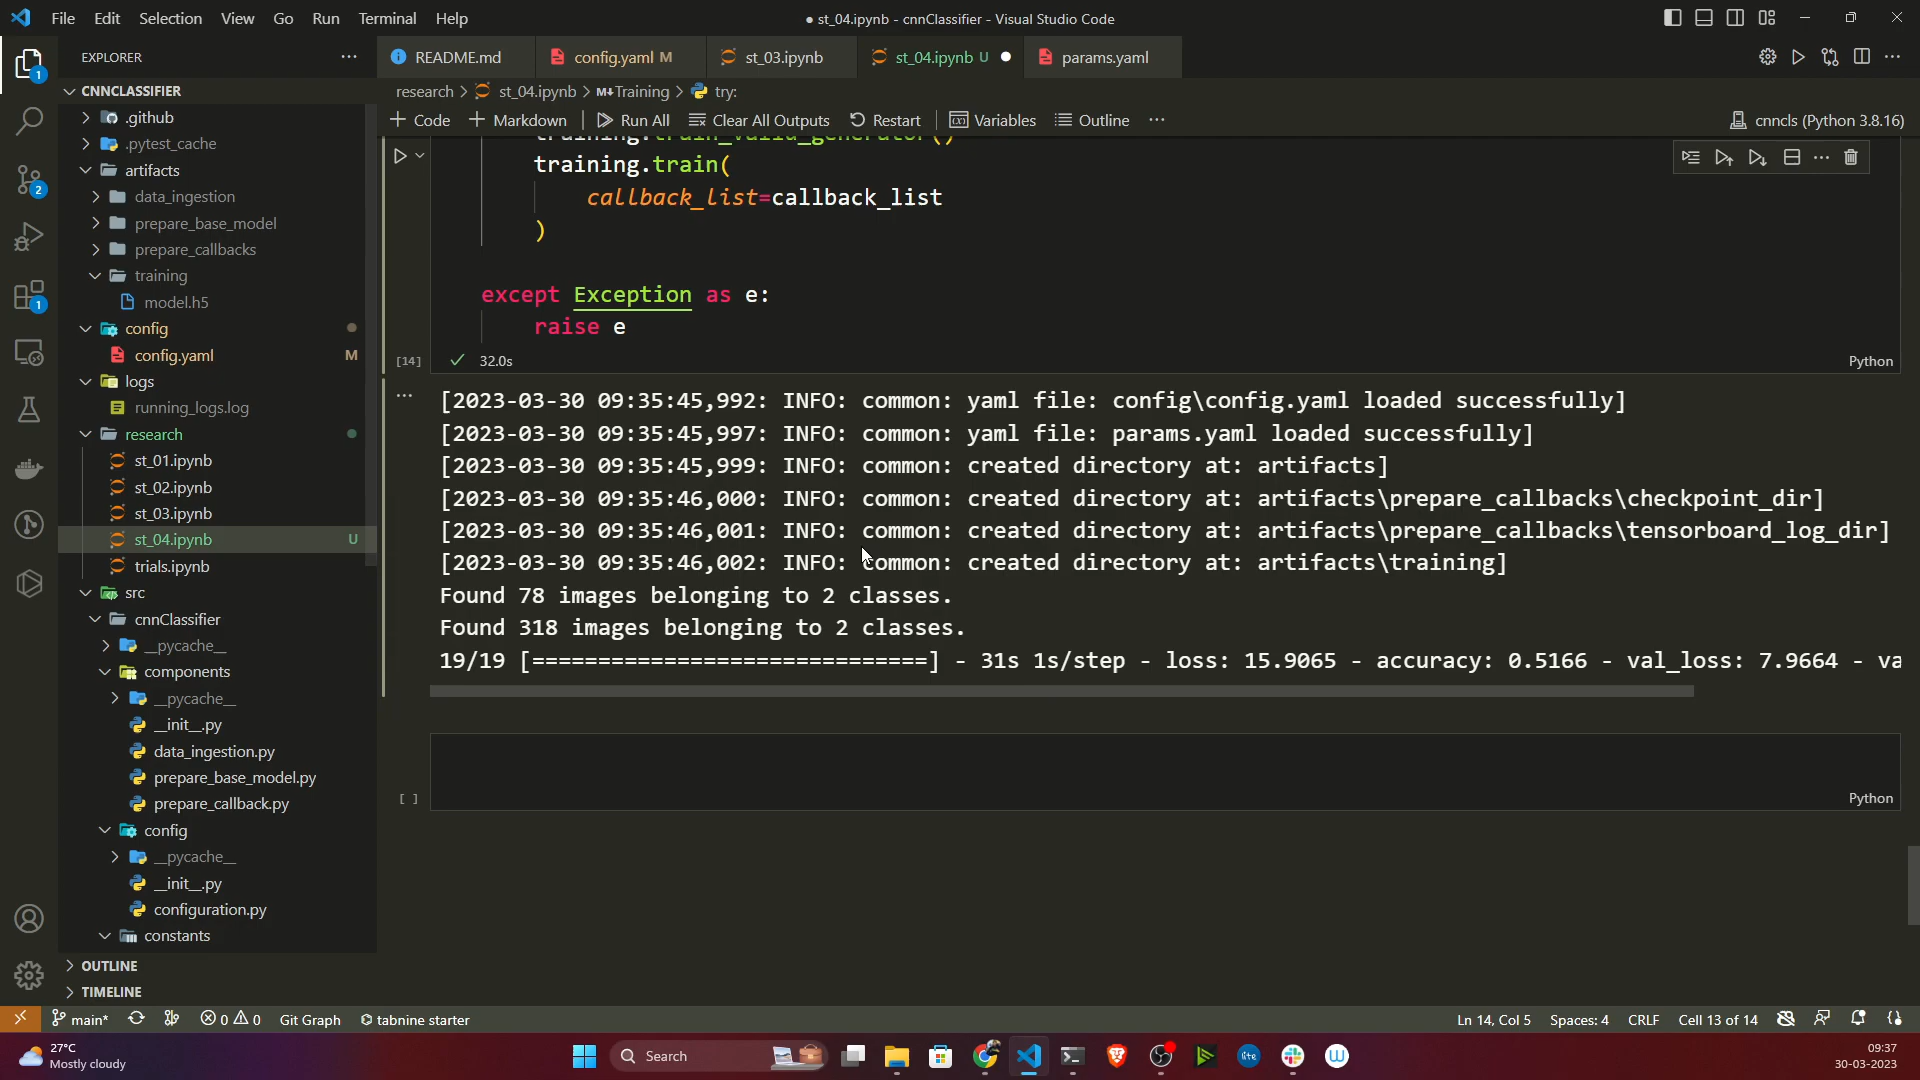 File Edit Selection View Go Run Terminal Help
● st_04.ipynb - cnnClassifier - Visual Studio Code
EXPLORER
README.md
config.yaml M
st_03.ipynb
st_04.ipynb U
params.yaml
research > st_04.ipynb > M↓Training > try:
+ Code + Markdown Run All Clear All Outputs Restart Variables Outline ···
cnncls (Python 3.8.16)
CNNCLASSIFIER
.github
.pytest_cache
artifacts
data_ingestion
prepare_base_model
prepare_callbacks
training
model.h5
config
config.yaml M
logs
running_logs.log
research
st_01.ipynb
st_02.ipynb
st_03.ipynb
st_04.ipynb U
trials.ipynb
src
cnnClassifier
__pycache__
components
__pycache__
__init__.py
data_ingestion.py
prepare_base_model.py
prepare_callback.py
config
__pycache__
__init__.py
configuration.py
constants
OUTLINE
TIMELINE
training.train_valid_generator()
training.train(
callback_list=callback_list
)
except Exception as e:
raise e
[14] 32.0s Python
[2023-03-30 09:35:45,992: INFO: common: yaml file: config\config.yaml loaded successfully]
[2023-03-30 09:35:45,997: INFO: common: yaml file: params.yaml loaded successfully]
[2023-03-30 09:35:45,999: INFO: common: created directory at: artifacts]
[2023-03-30 09:35:46,000: INFO: common: created directory at: artifacts\prepare_callbacks\checkpoint_dir]
[2023-03-30 09:35:46,001: INFO: common: created directory at: artifacts\prepare_callbacks\tensorboard_log_dir]
[2023-03-30 09:35:46,002: INFO: common: created directory at: artifacts\training]
Found 78 images belonging to 2 classes.
Found 318 images belonging to 2 classes.
19/19 [==============================] - 31s 1s/step - loss: 15.9065 - accuracy: 0.5166 - val_loss: 7.9664 - va
[ ] Python
main* 0 0 Git Graph tabnine starter
Ln 14, Col 5 Spaces: 4 CRLF Cell 13 of 14
27°C
Mostly cloudy
Search
09:37
30-03-2023